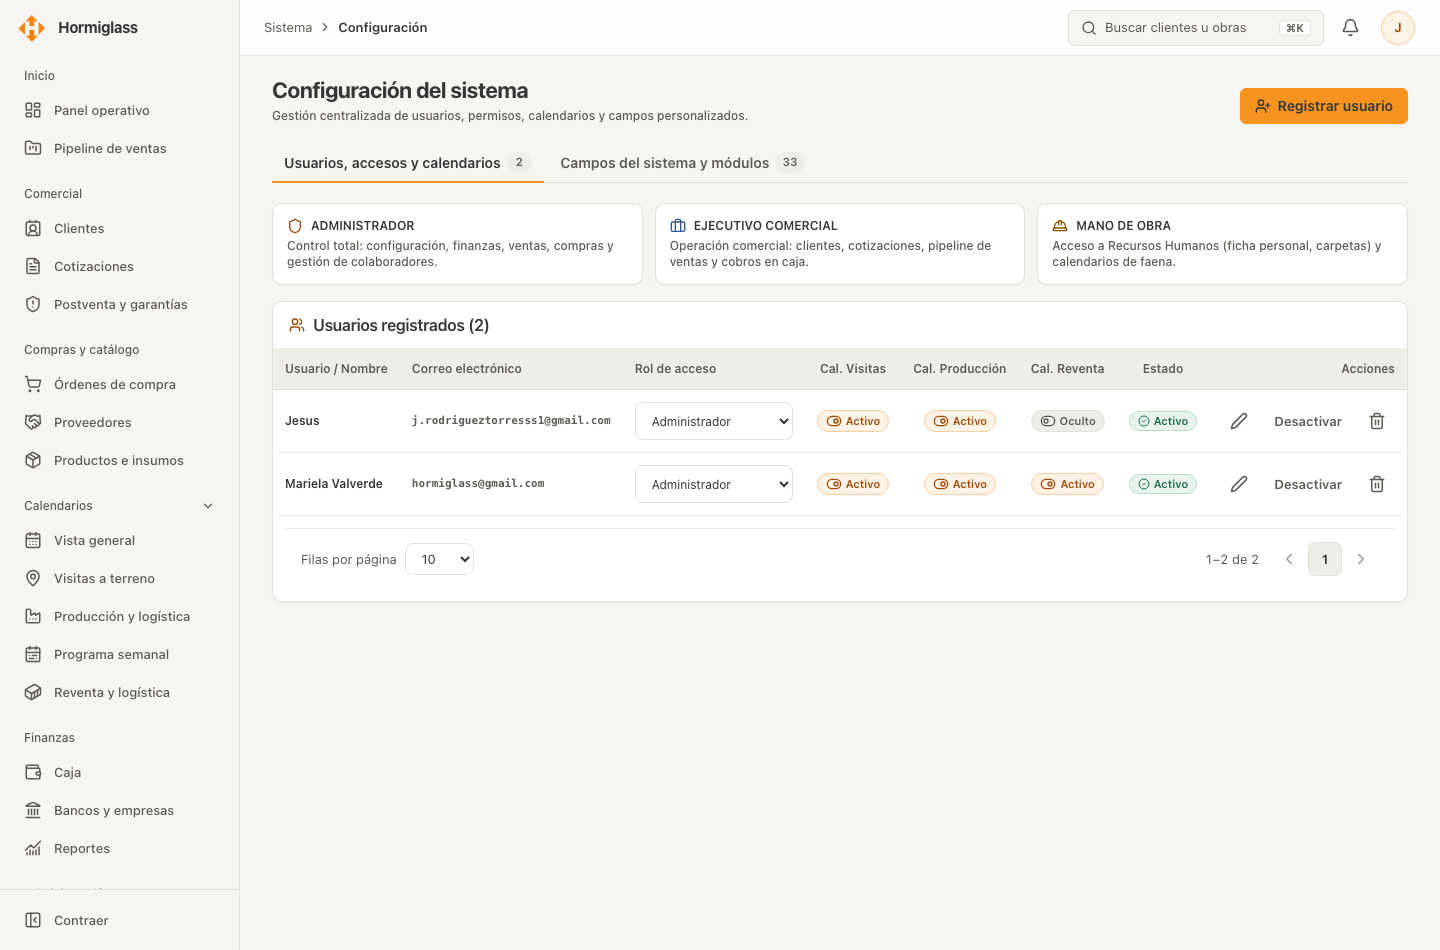 Hormiglass
Inicio
Panel operativo
Pipeline de ventas
Comercial
Clientes
Cotizaciones
Postventa y garantías
Compras y catálogo
Órdenes de compra
Proveedores
Productos e insumos
Calendarios
Vista general
Visitas a terreno
Producción y logística
Programa semanal
Reventa y logística
Finanzas
Caja
Bancos y empresas
Reportes
Contraer
Sistema > Configuración
Buscar clientes u obras ⌘K
J
Configuración del sistema
Gestión centralizada de usuarios, permisos, calendarios y campos personalizados.
Registrar usuario
Usuarios, accesos y calendarios 2
Campos del sistema y módulos 33
ADMINISTRADOR
Control total: configuración, finanzas, ventas, compras y
gestión de colaboradores.
EJECUTIVO COMERCIAL
Operación comercial: clientes, cotizaciones, pipeline de
ventas y cobros en caja.
MANO DE OBRA
Acceso a Recursos Humanos (ficha personal, carpetas) y
calendarios de faena.
Usuarios registrados (2)
Usuario / Nombre Correo electrónico Rol de acceso Cal. Visitas Cal. Producción Cal. Reventa Estado Acciones
Jesus j.rodrigueztorresss1@gmail.com Administrador Activo Activo Oculto Activo Desactivar
Mariela Valverde hormiglass@gmail.com Administrador Activo Activo Activo Activo Desactivar
Filas por página 10 1–2 de 2 1